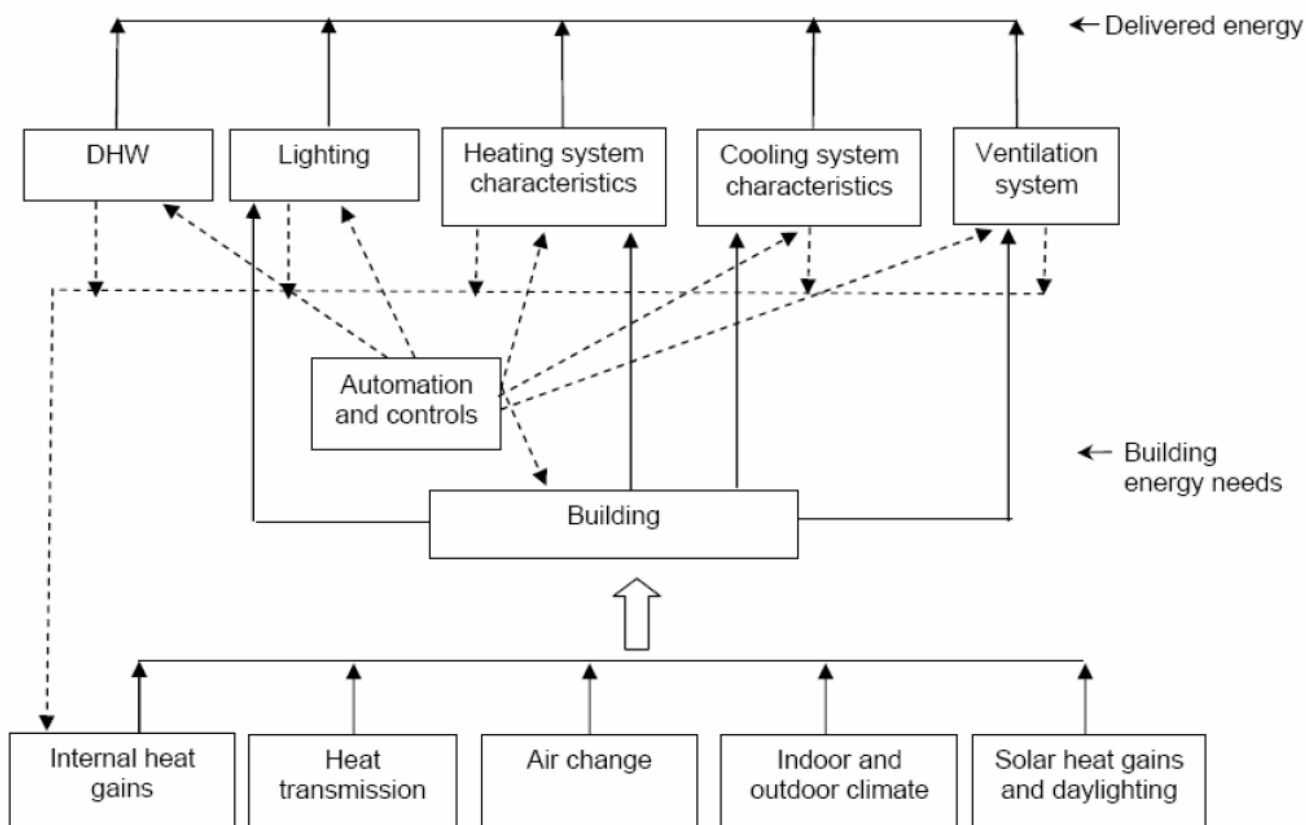 Delivered energy
DHW
Lighting
Heating system
characteristics
Cooling system
characteristics
Ventilation
system
Automation
and controls
Building
energy needs
Building
Internal heat
gains
Heat
transmission
Air change
Indoor and
outdoor climate
Solar heat gains
and daylighting